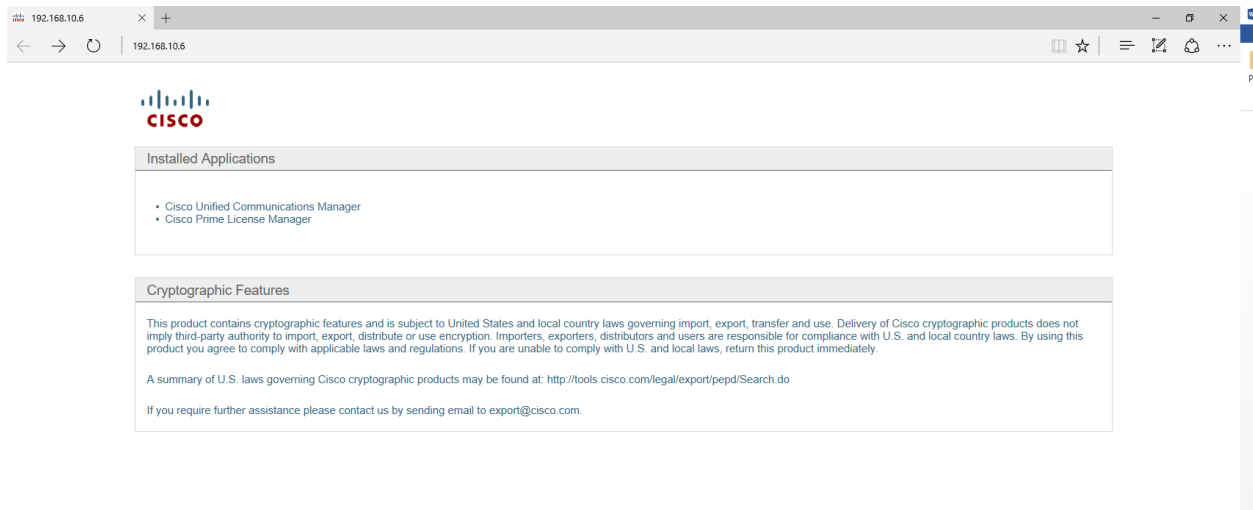 192.168.10.6
192.168.10.6
CISCO
Installed Applications
• Cisco Unified Communications Manager
• Cisco Prime License Manager
Cryptographic Features
This product contains cryptographic features and is subject to United States and local country laws governing import, export, transfer and use. Delivery of Cisco cryptographic products does not
imply third-party authority to import, export, distribute or use encryption. Importers, exporters, distributors and users are responsible for compliance with U.S. and local country laws. By using this
product you agree to comply with applicable laws and regulations. If you are unable to comply with U.S. and local laws, return this product immediately.
A summary of U.S. laws governing Cisco cryptographic products may be found at: http://tools.cisco.com/legal/export/pepd/Search.do
If you require further assistance please contact us by sending email to export@cisco.com.